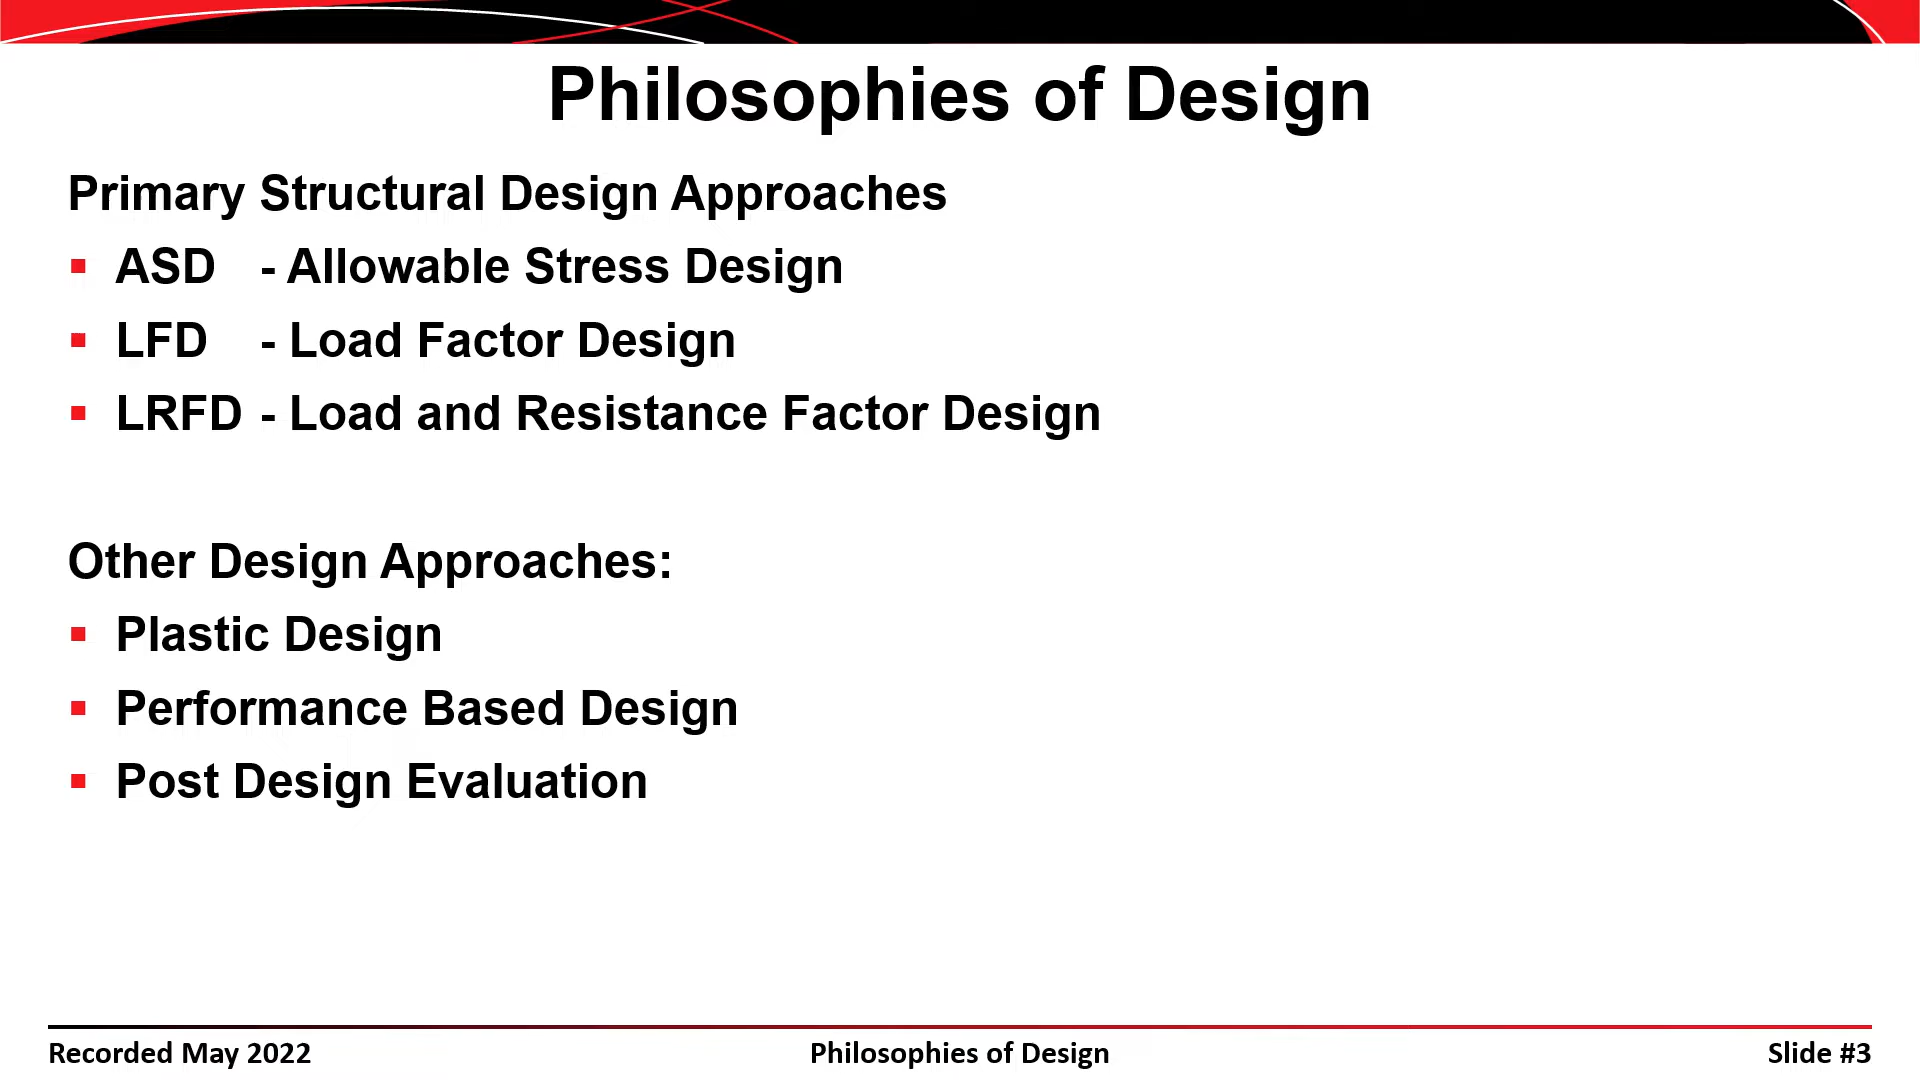 Philosophies of Design
Primary Structural Design Approaches
▪ ASD - Allowable Stress Design
▪ LFD - Load Factor Design
▪ LRFD - Load and Resistance Factor Design
Other Design Approaches:
▪ Plastic Design
▪ Performance Based Design
▪ Post Design Evaluation
Recorded May 2022 Philosophies of Design Slide #3